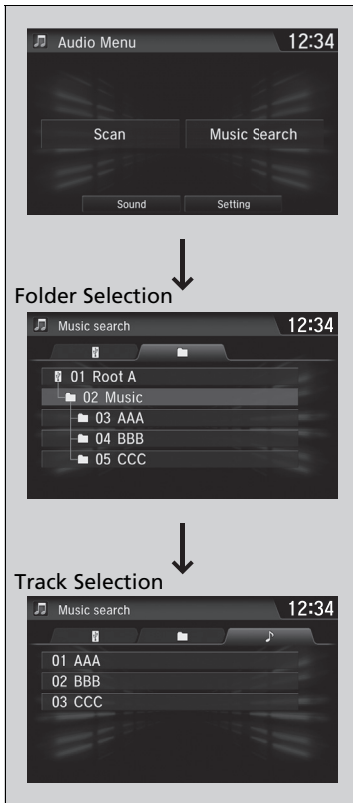 Audio Menu 12:34
Scan Music Search
Sound Setting
Folder Selection
Music search 12:34
01 Root A
02 Music
03 AAA
04 BBB
05 CCC
Track Selection
Music search 12:34
01 AAA
02 BBB
03 CCC